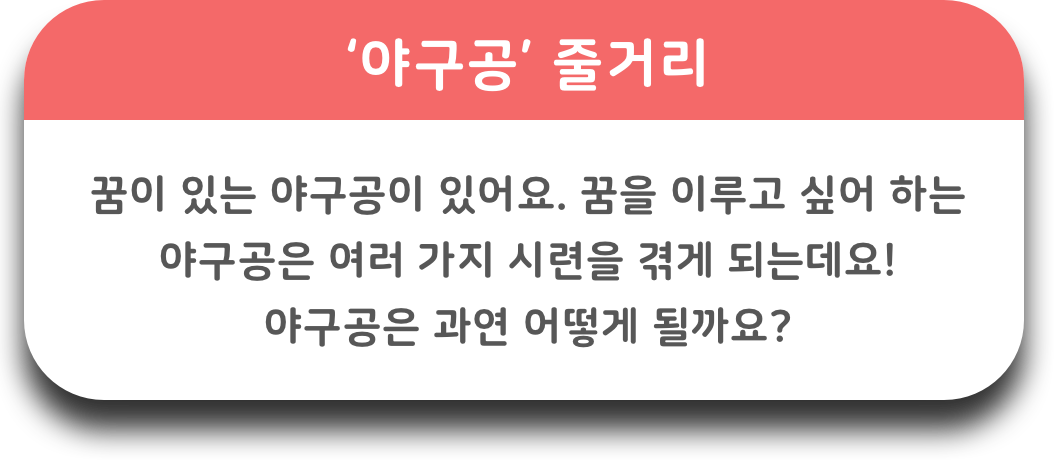 ‘야구공’ 줄거리
꿈이 있는 야구공이 있어요. 꿈을 이루고 싶어 하는
야구공은 여러 가지 시련을 겪게 되는데요!
야구공은 과연 어떻게 될까요?